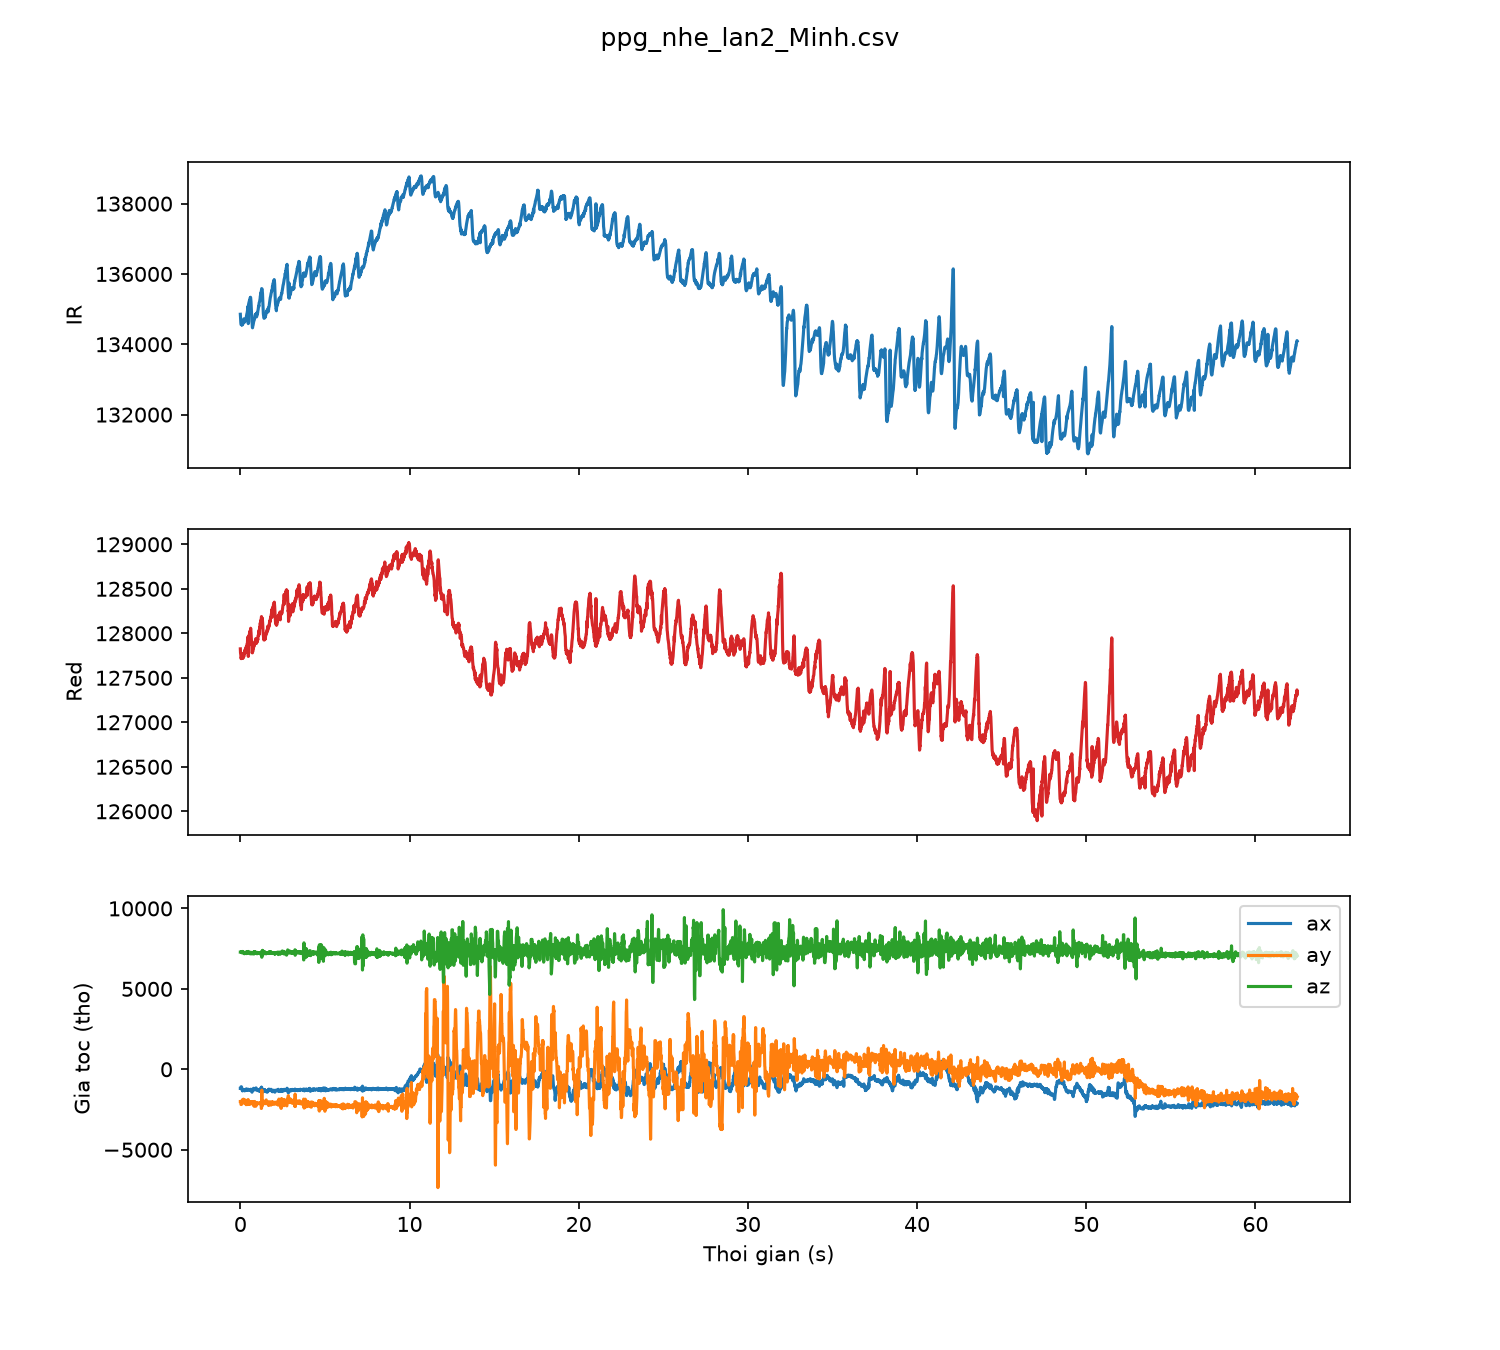 ppg_nhe_lan2_Minh.csv
IR
138000
136000
134000
132000
Red
129000
128500
128000
127500
127000
126500
126000
Gia toc (tho)
10000
5000
0
−5000
ax
ay
az
0 10 20 30 40 50 60
Thoi gian (s)